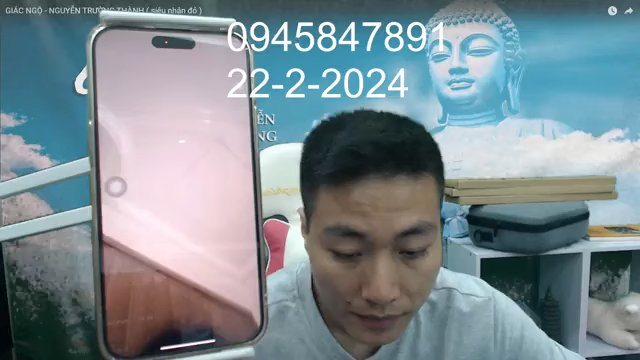 GIÁC NGỘ - NGUYỄN TRƯỜNG THÀNH ( siêu nhân đỏ )
0945847891
22-2-2024